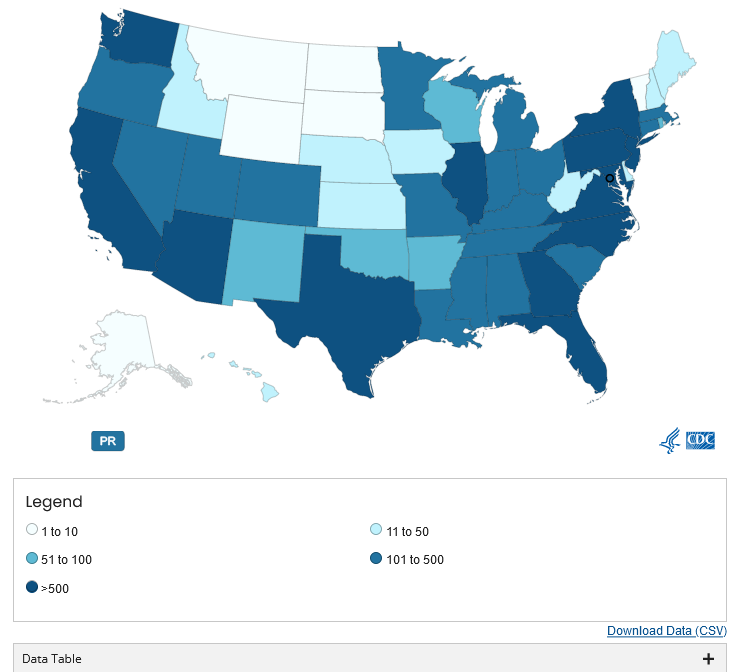 PR
CDC
Legend
1 to 10
11 to 50
51 to 100
101 to 500
>500
Download Data (CSV)
Data Table +